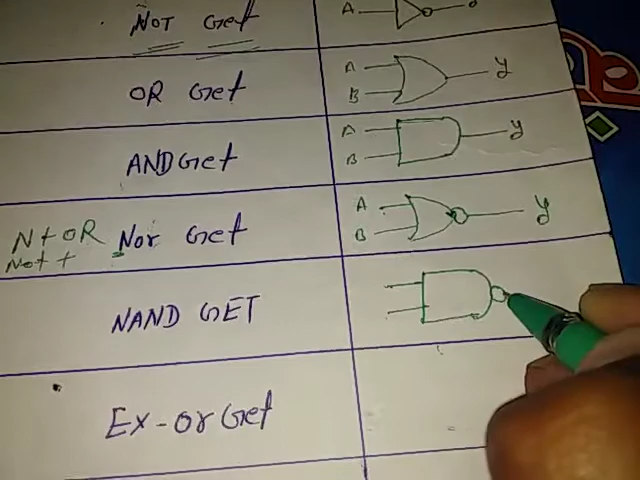 NOT Get
A
OR Get
A
B
y
AND Get
A
B
y
N + OR
Not +
Nor Get
A
B
y
NAND GET
Ex-or Get